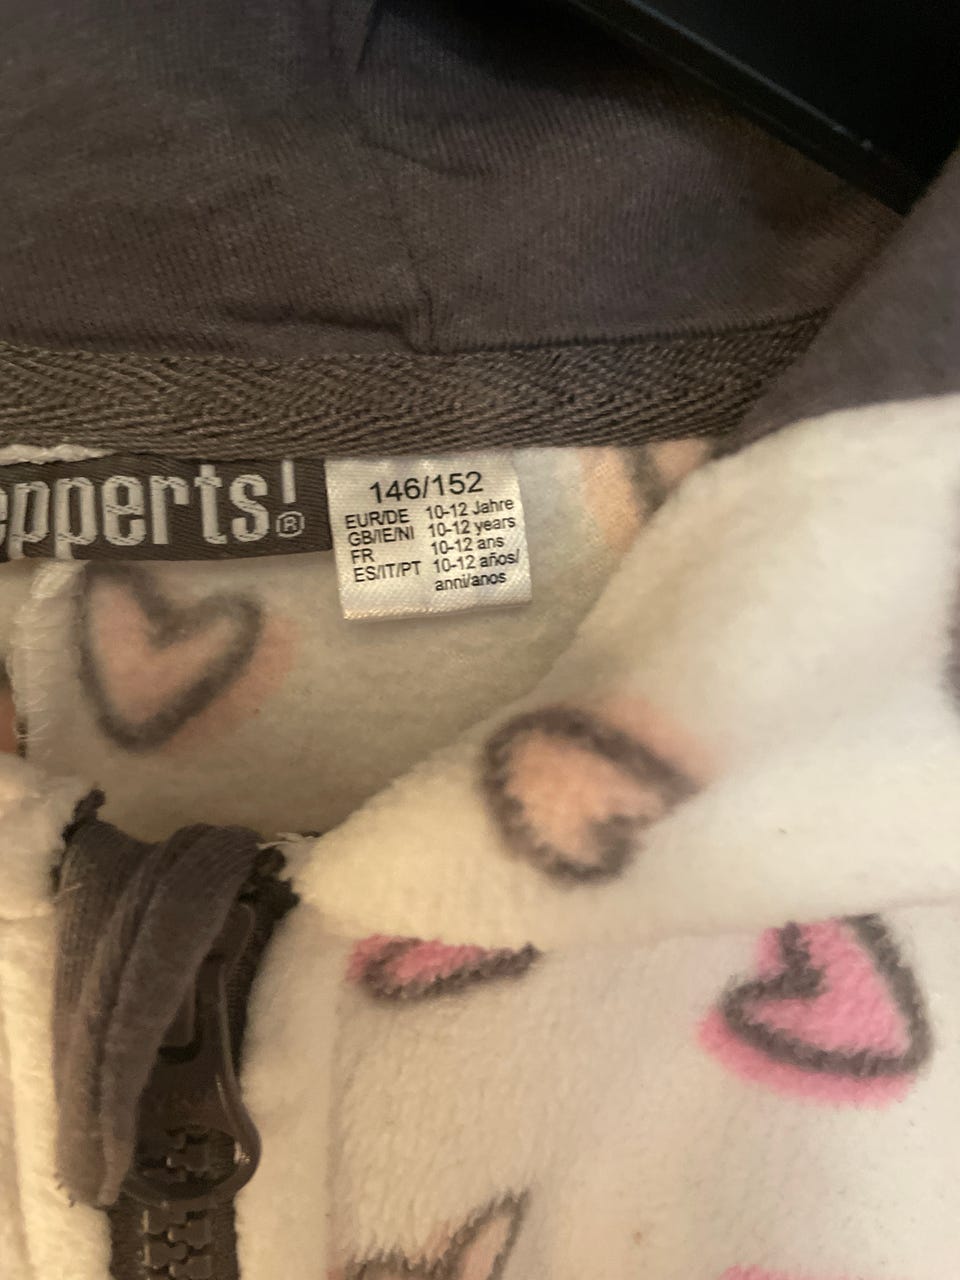 epperts!®
146/152
EUR/DE 10-12 Jahre
GB/IE/NI 10-12 years
FR 10-12 ans
ES/IT/PT 10-12 años/
anni/anos